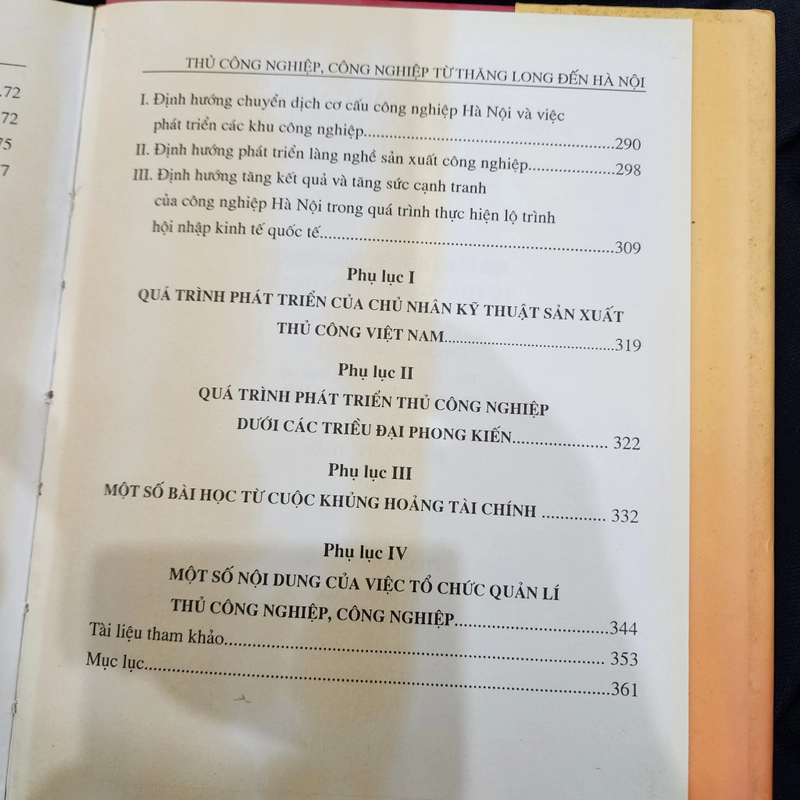 .72
72
75
7
THỦ CÔNG NGHIỆP, CÔNG NGHIỆP TỪ THĂNG LONG ĐẾN HÀ NỘI
I. Định hướng chuyển dịch cơ cấu công nghiệp Hà Nội và việc
phát triển các khu công nghiệp..........290
II. Định hướng phát triển làng nghề sản xuất công nghiệp..........298
III. Định hướng tăng kết quả và tăng sức cạnh tranh
của công nghiệp Hà Nội trong quá trình thực hiện lộ trình
hội nhập kinh tế quốc tế..........309
Phụ lục I
QUÁ TRÌNH PHÁT TRIỂN CỦA CHỦ NHÂN KỸ THUẬT SẢN XUẤT
THỦ CÔNG VIỆT NAM..........319
Phụ lục II
QUÁ TRÌNH PHÁT TRIỂN THỦ CÔNG NGHIỆP
DƯỚI CÁC TRIỀU ĐẠI PHONG KIẾN.......... 322
Phụ lục III
MỘT SỐ BÀI HỌC TỪ CUỘC KHỦNG HOẢNG TÀI CHÍNH .......... 332
Phụ lục IV
MỘT SỐ NỘI DUNG CỦA VIỆC TỔ CHỨC QUẢN LÍ
THỦ CÔNG NGHIỆP, CÔNG NGHIỆP..........344
Tài liệu tham khảo.......... 353
Mục lục..........361